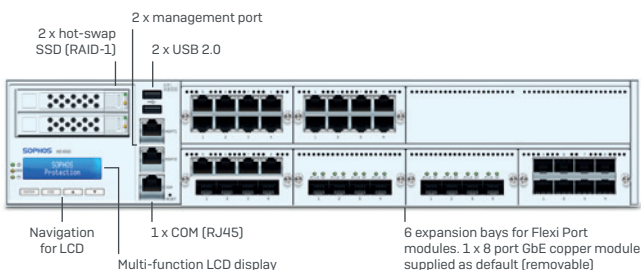 2 x management port
2 x hot-swap
SSD (RAID-1)
2 x USB 2.0
SOPHOS
SOPHOS
Protection
Navigation
for LCD
1 x COM (RJ45)
Multi-function LCD display
6 expansion bays for Flexi Port
modules. 1 x 8 port GbE copper module
supplied as default (removable)